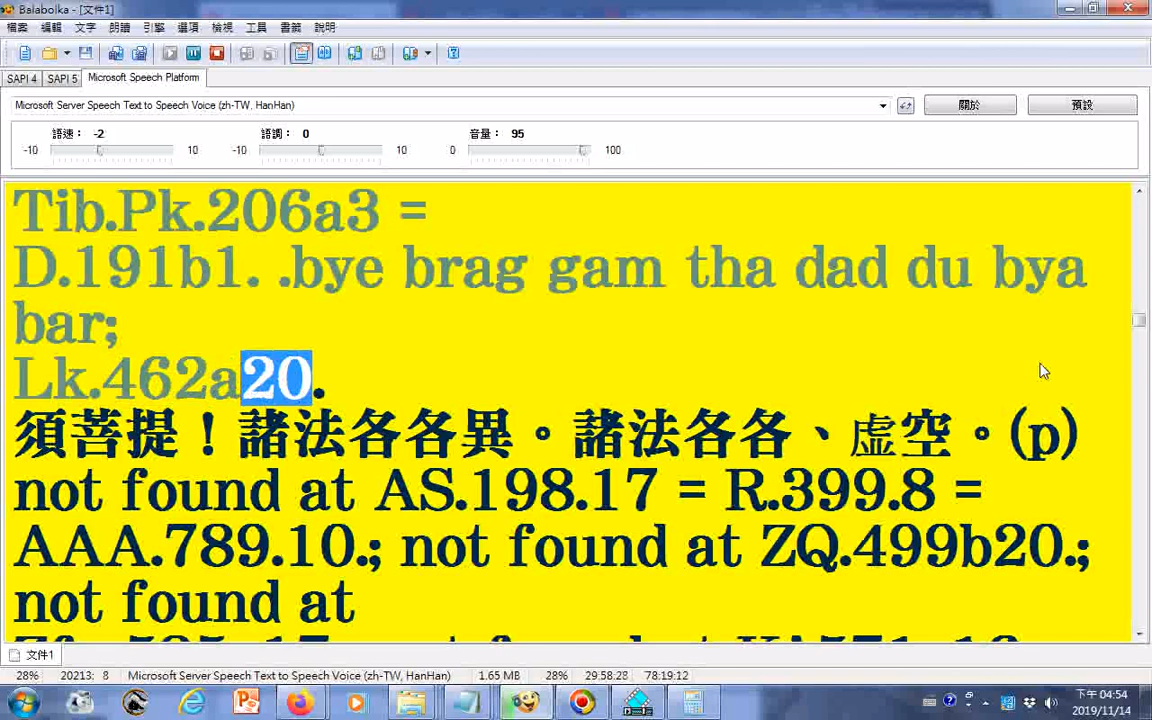 Balabolka - [文件1]
檔案 編輯 文字 朗讀 引擎 選項 檢視 工具 書籤 說明
SAPI 4 SAPI 5 Microsoft Speech Platform
Microsoft Server Speech Text to Speech Voice (zh-TW, HanHan) 關於 預設
語速： -2 語調： 0 音量： 95
-10 10 -10 10 0 100
Tib.Pk.206a3 =
D.191b1. .bye brag gam tha dad du bya
bar;
Lk.462a20.
須菩提！諸法各各異。諸法各各、虛空。(p)
not found at AS.198.17 = R.399.8 =
AAA.789.10.; not found at ZQ.499b20.;
not found at
文件1
28% 20213: 8 Microsoft Server Speech Text to Speech Voice (zh-TW, HanHan) 1.65 MB 28% 29:58:28 78:19:12
下午 04:54
2019/11/14